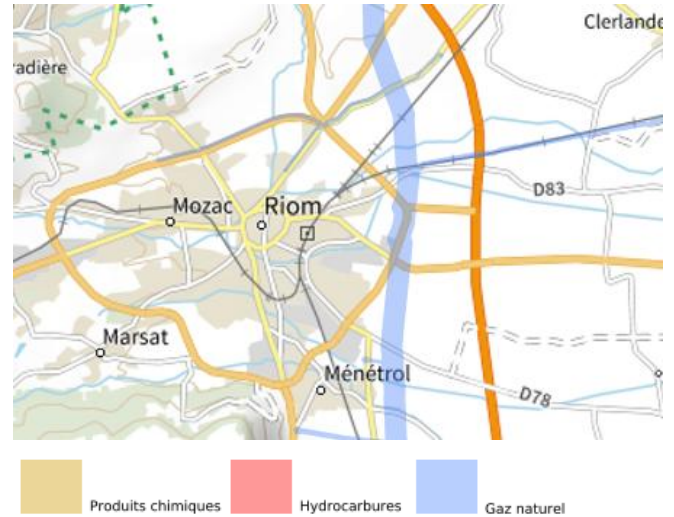 Clerlande
radière
D83
Mozac
Riom
Marsat
Ménétrol
D78
Produits chimiques
Hydrocarbures
Gaz naturel